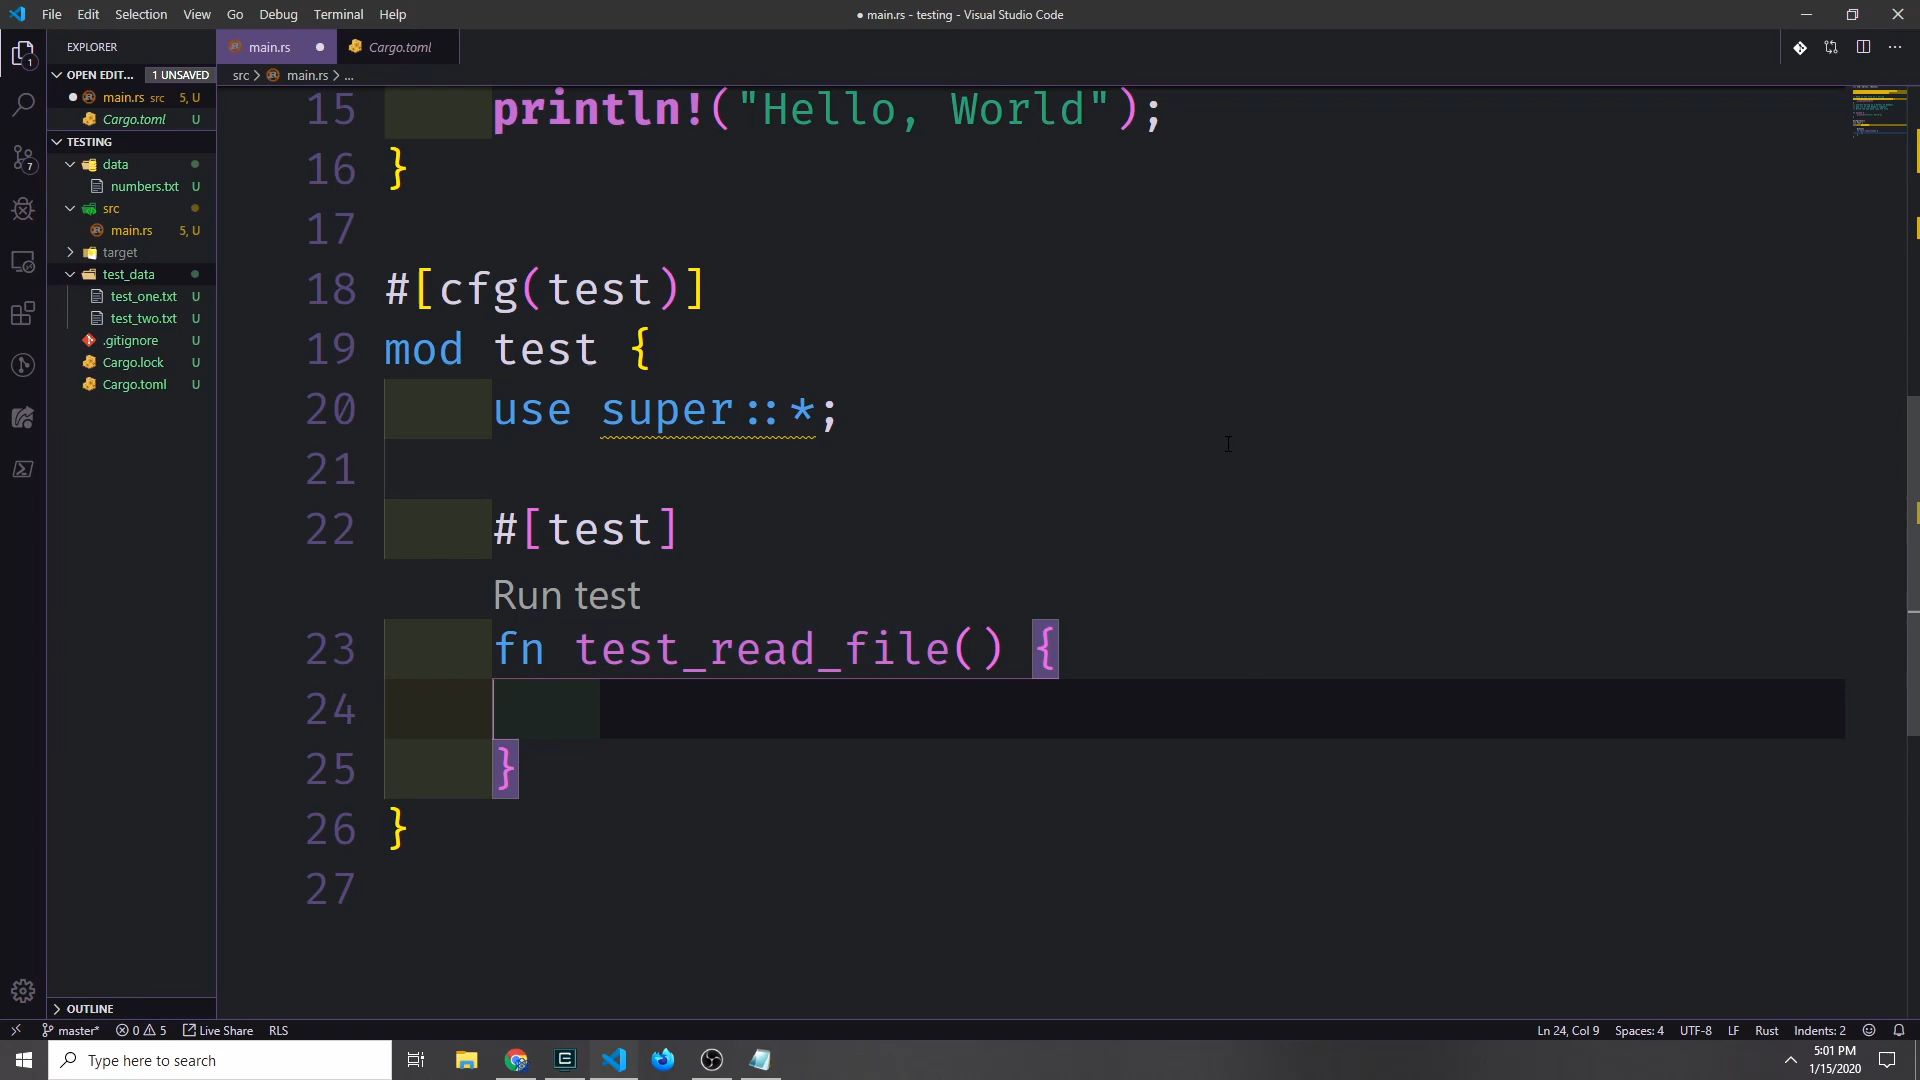 File Edit Selection View Go Debug Terminal Help
● main.rs - testing - Visual Studio Code
EXPLORER
main.rs
Cargo.toml
OPEN EDIT... 1 UNSAVED
src > main.rs > ...
main.rs src 5, U
Cargo.toml U
TESTING
data
numbers.txt U
src
main.rs 5, U
target
test_data
test_one.txt U
test_two.txt U
.gitignore U
Cargo.lock U
Cargo.toml U
1
7
15 println!("Hello, World");
16 }
17
18 #[cfg(test)]
19 mod test {
20 use super::*;
21
22 #[test]
Run test
23 fn test_read_file() {
24
25 }
26 }
27
OUTLINE
master* 0 5 Live Share RLS
Ln 24, Col 9 Spaces: 4 UTF-8 LF Rust Indents: 2
Type here to search
5:01 PM
1/15/2020